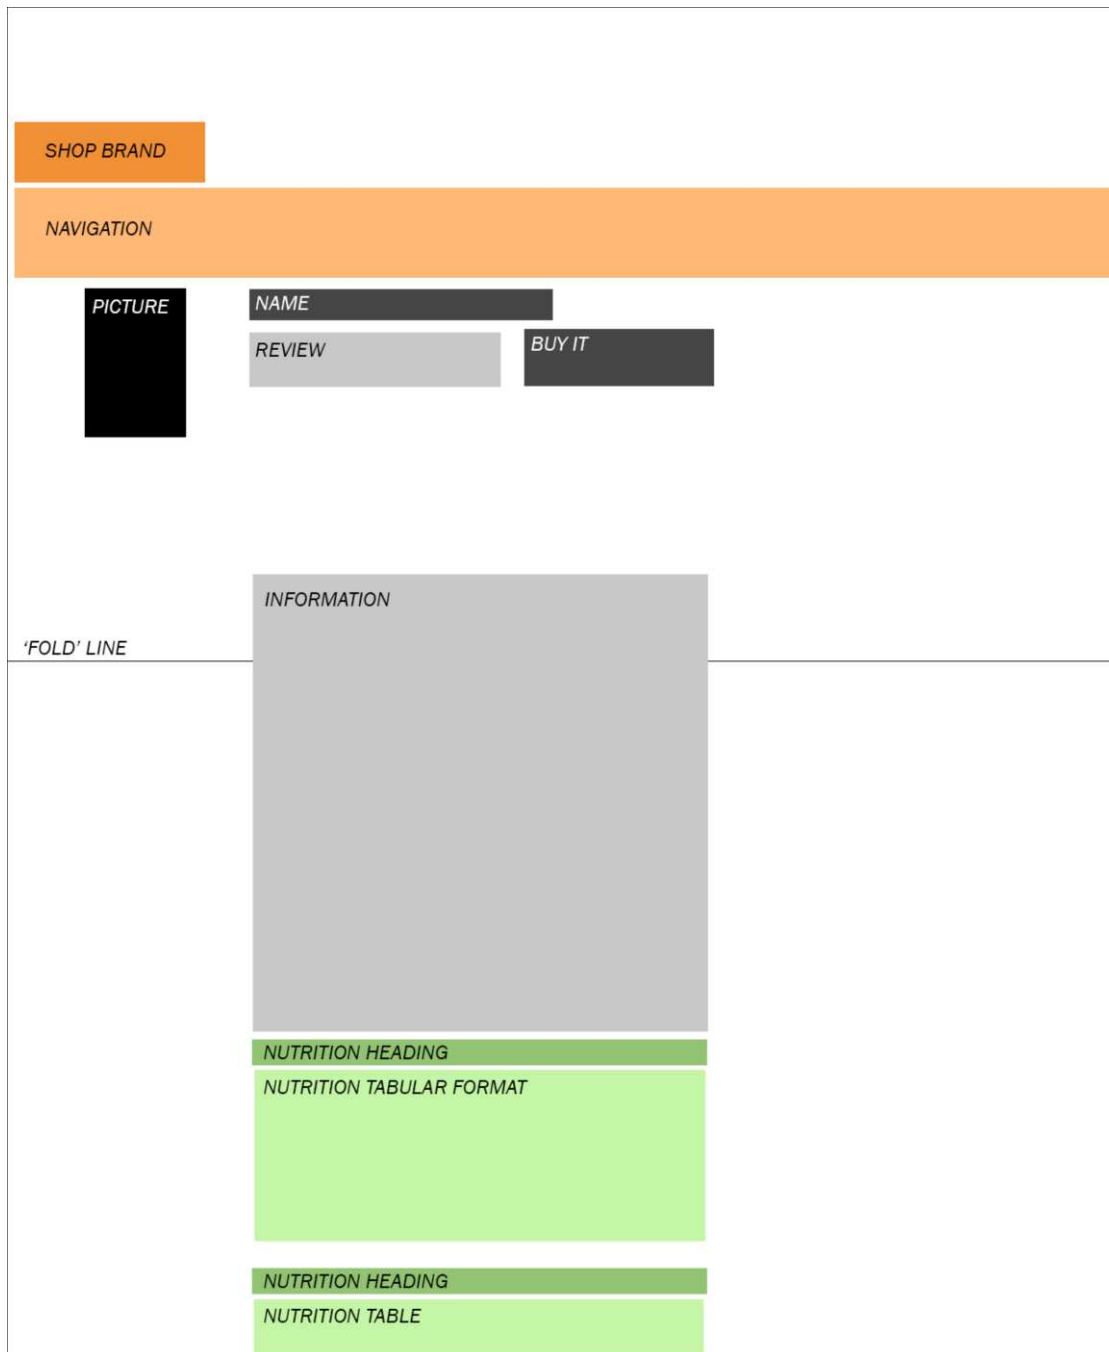 SHOP BRAND
NAVIGATION
PICTURE
NAME
REVIEW
BUY IT
INFORMATION
‘FOLD’ LINE
NUTRITION HEADING
NUTRITION TABULAR FORMAT
NUTRITION HEADING
NUTRITION TABLE